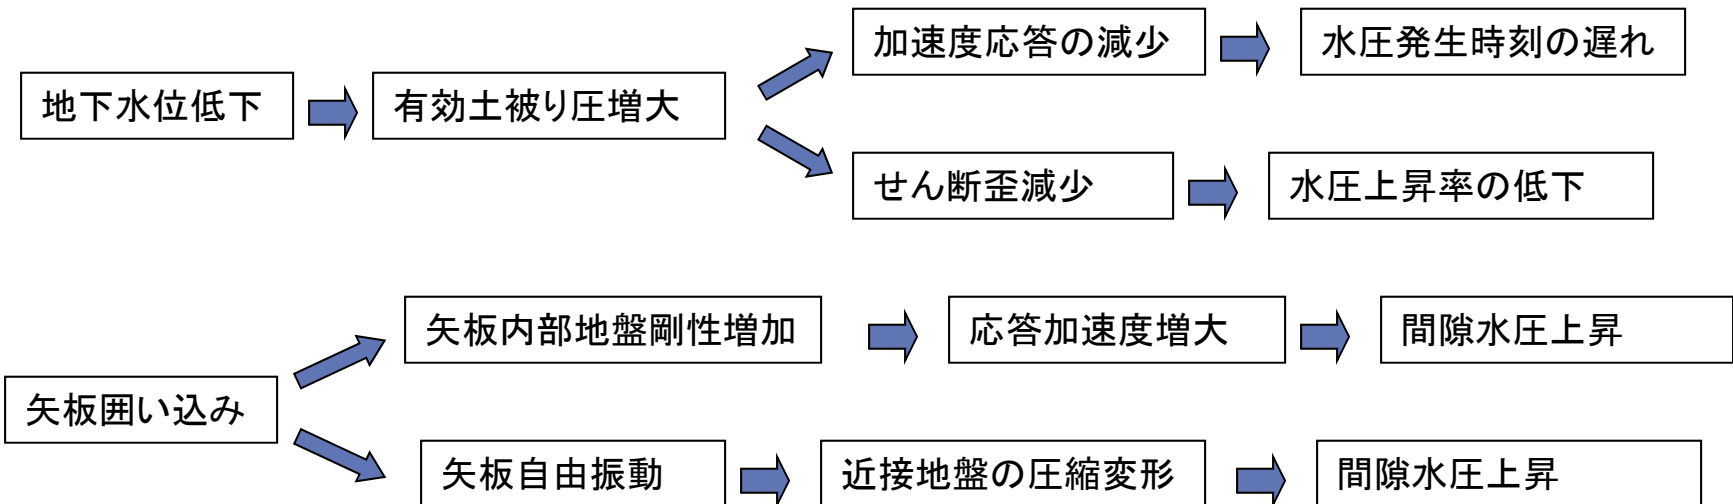 地下水位低下
有効土被り圧増大
加速度応答の減少
水圧発生時刻の遅れ
せん断歪減少
水圧上昇率の低下
矢板囲い込み
矢板内部地盤剛性増加
応答加速度増大
間隙水圧上昇
矢板自由振動
近接地盤の圧縮変形
間隙水圧上昇